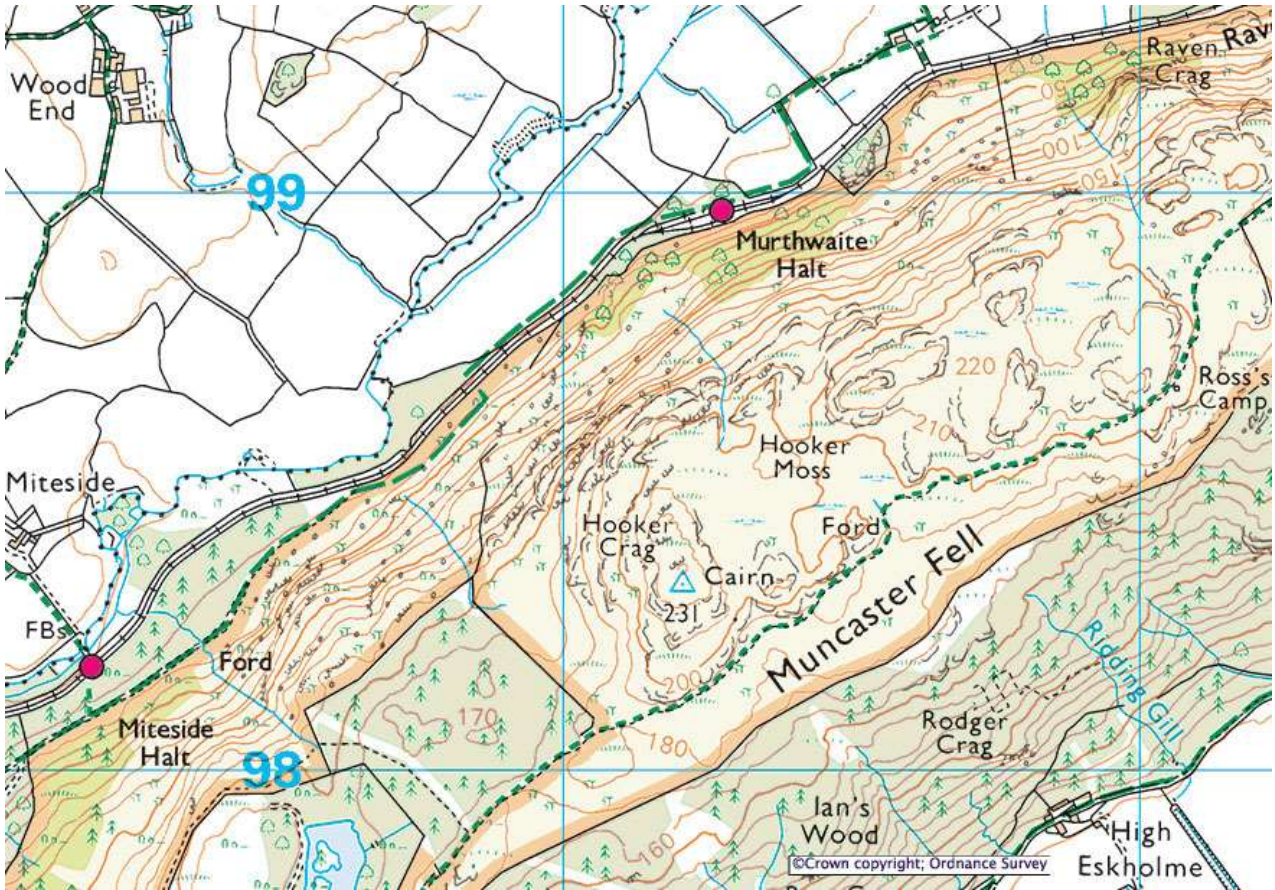 Raven
Crag
Rave
Wood
End
50
100
150
99
Murthwaite
Halt
220
Ross's
Camp
210
Hooker
Moss
Miteside
Hooker
Crag
Ford
Cairn
231
Muncaster Fell
FBs
Ford
200
Ridding Gill
170
Rodger
Crag
Miteside
Halt
180
98
Ian's
Wood
160
High
Eskholme
©Crown copyright; Ordnance Survey